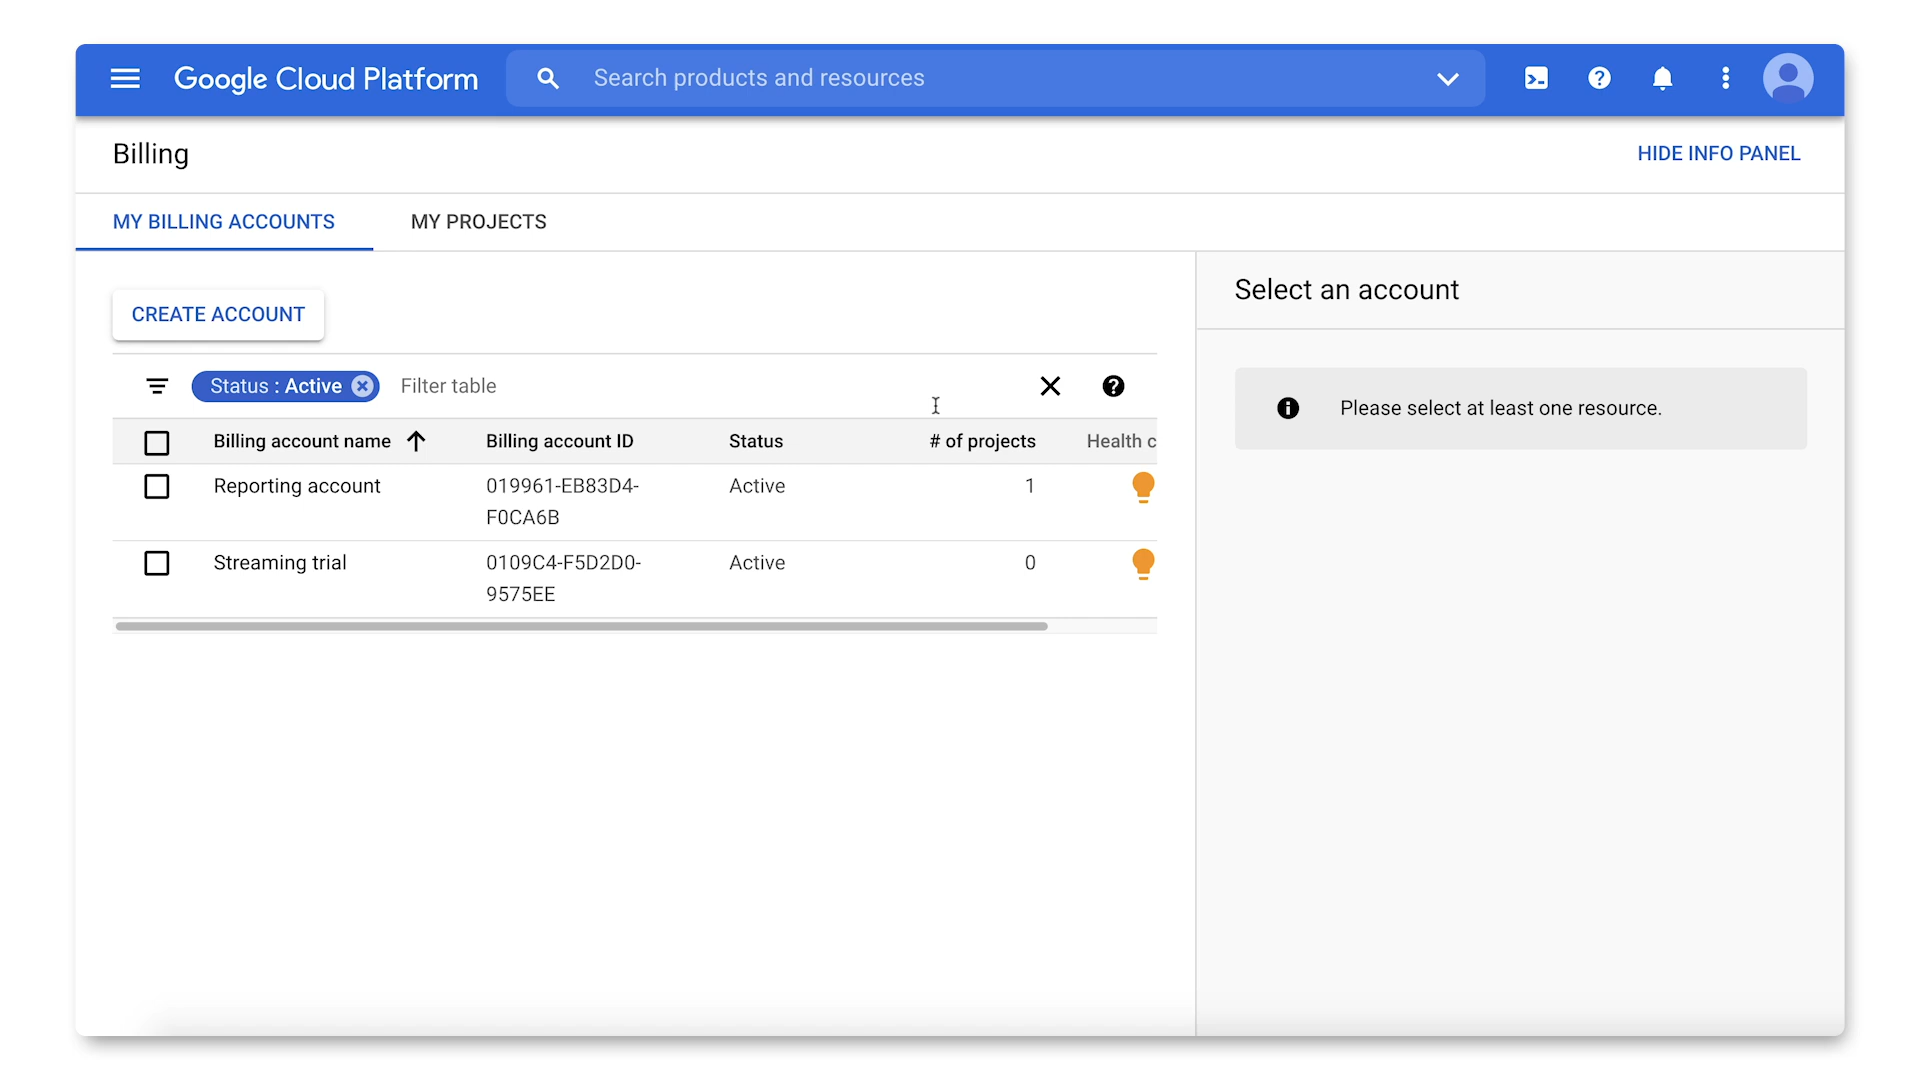 Google Cloud Platform
Search products and resources
Billing
HIDE INFO PANEL
MY BILLING ACCOUNTS
MY PROJECTS
CREATE ACCOUNT
Status : Active
Filter table
Billing account name
Billing account ID
Status
# of projects
Health c
Reporting account
019961-EB83D4-
F0CA6B
Active
1
Streaming trial
0109C4-F5D2D0-
9575EE
Active
0
Select an account
Please select at least one resource.